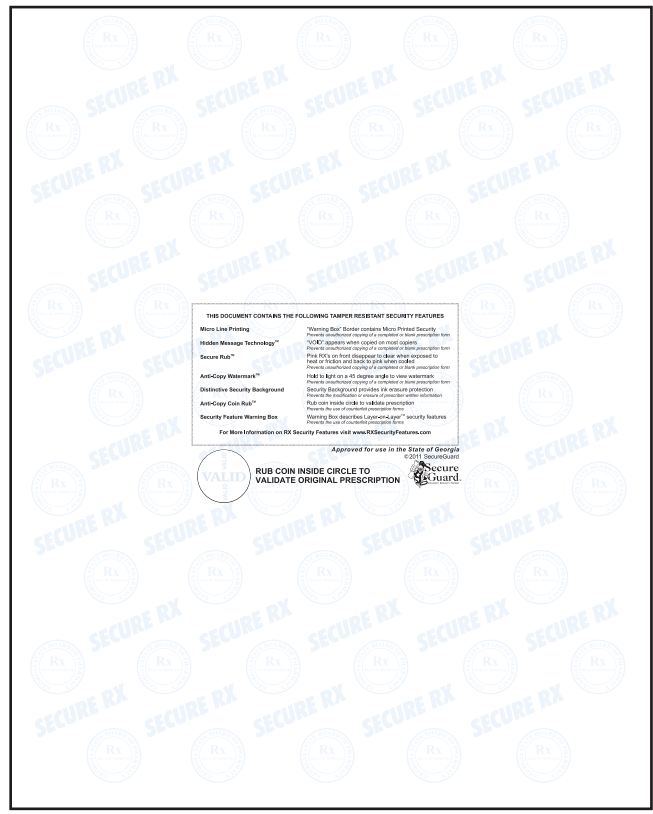 THIS DOCUMENT CONTAINS THE FOLLOWING TAMPER RESISTANT SECURITY FEATURES
Micro Line Printing "Warning Box" Border contains Micro Printed Security
Prevents unauthorized copying of a completed or blank prescription form
Hidden Message Technology™ "VOID" appears when copied on most copiers
Prevents unauthorized copying of a completed or blank prescription form
Secure Rub™ Pink RX's on front disappear to clear when exposed to
heat or friction and back to pink when cooled
Prevents unauthorized copying of a completed or blank prescription form
Anti-Copy Watermark™ Hold to light on a 45 degree angle to view watermark
Prevents unauthorized copying of a completed or blank prescription form
Distinctive Security Background Security Background provides ink erasure protection
Prevents the modification or erasure of prescriber written information
Anti-Copy Coin Rub™ Rub coin inside circle to validate prescription
Prevents the use of counterfeit prescription forms
Security Feature Warning Box Warning Box describes Layer-on-Layer™ security features
Prevents the use of counterfeit prescription forms
For More Information on RX Security Features visit www.RXSecurityFeatures.com
Approved for use in the State of Georgia
©2011 SecureGuard
VALID
RUB COIN INSIDE CIRCLE TO
VALIDATE ORIGINAL PRESCRIPTION
Secure
Guard
SECURE RX
Rx